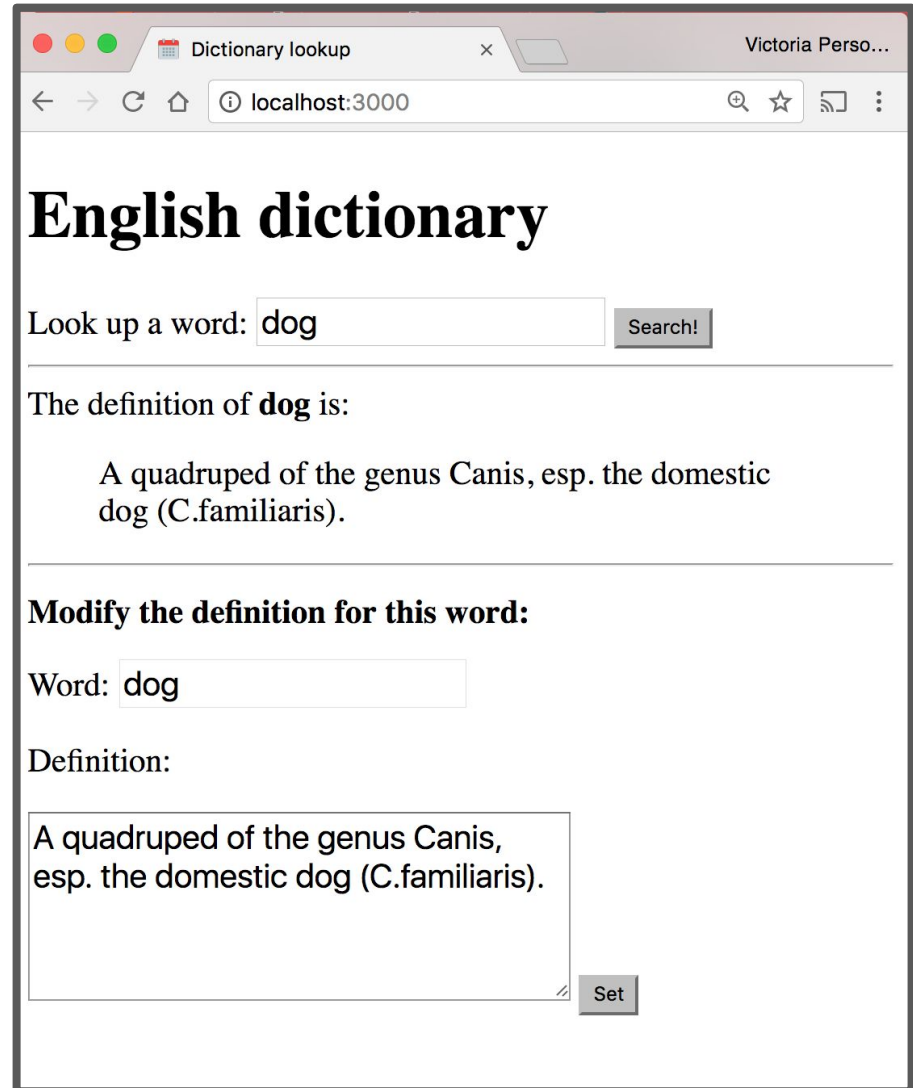 Dictionary lookup
Victoria Perso...
localhost:3000
English dictionary
Look up a word: dog Search!
The definition of dog is:
A quadruped of the genus Canis, esp. the domestic
dog (C.familiaris).
Modify the definition for this word:
Word: dog
Definition:
A quadruped of the genus Canis,
esp. the domestic dog (C.familiaris).
Set